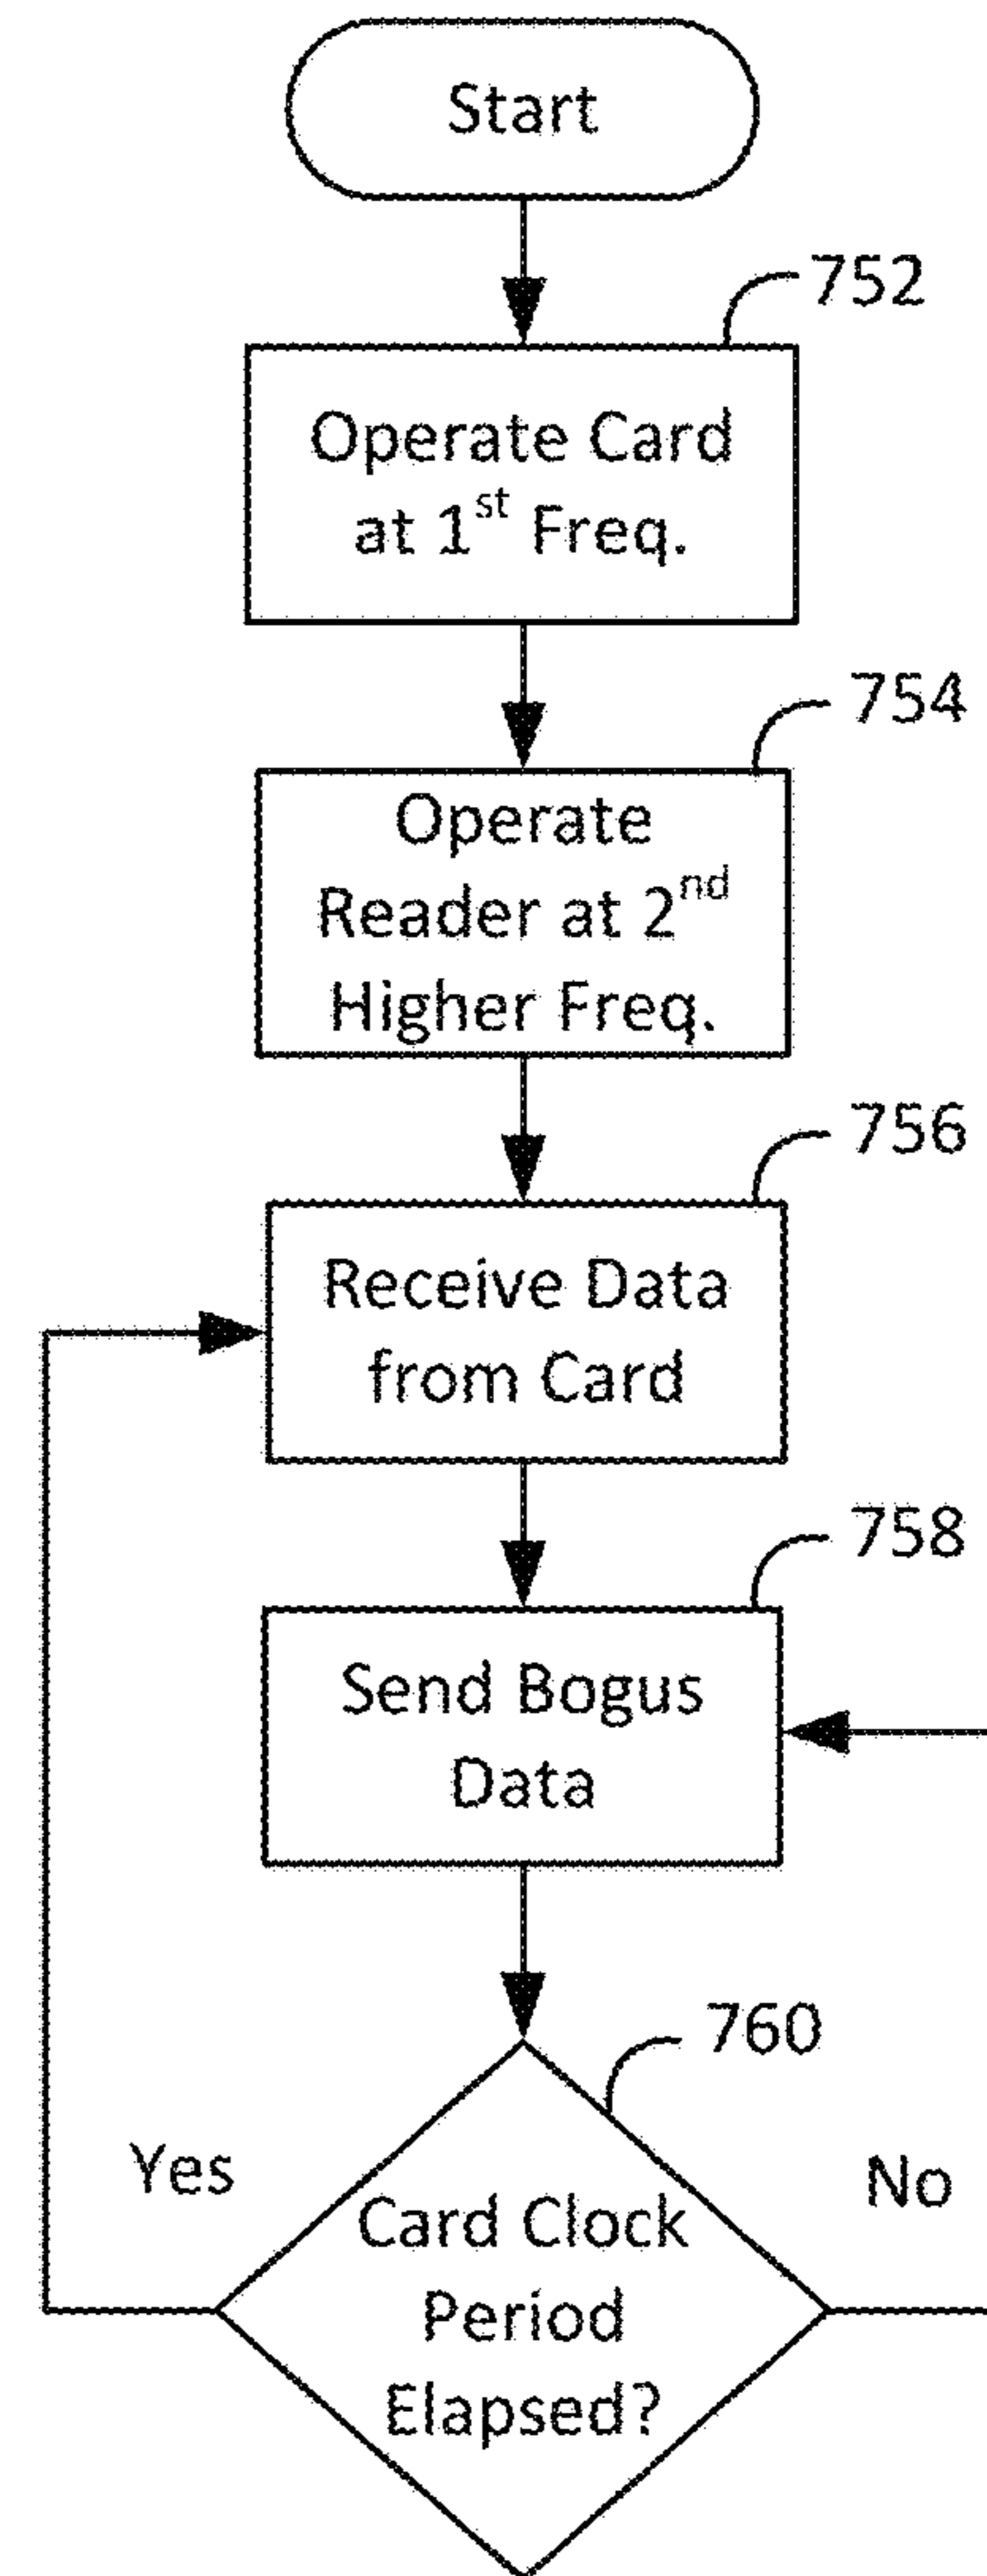 Start
752
Operate Card
at 1st Freq.
754
Operate
Reader at 2nd
Higher Freq.
756
Receive Data
from Card
758
Send Bogus
Data
760
Yes
No
Card Clock
Period
Elapsed?